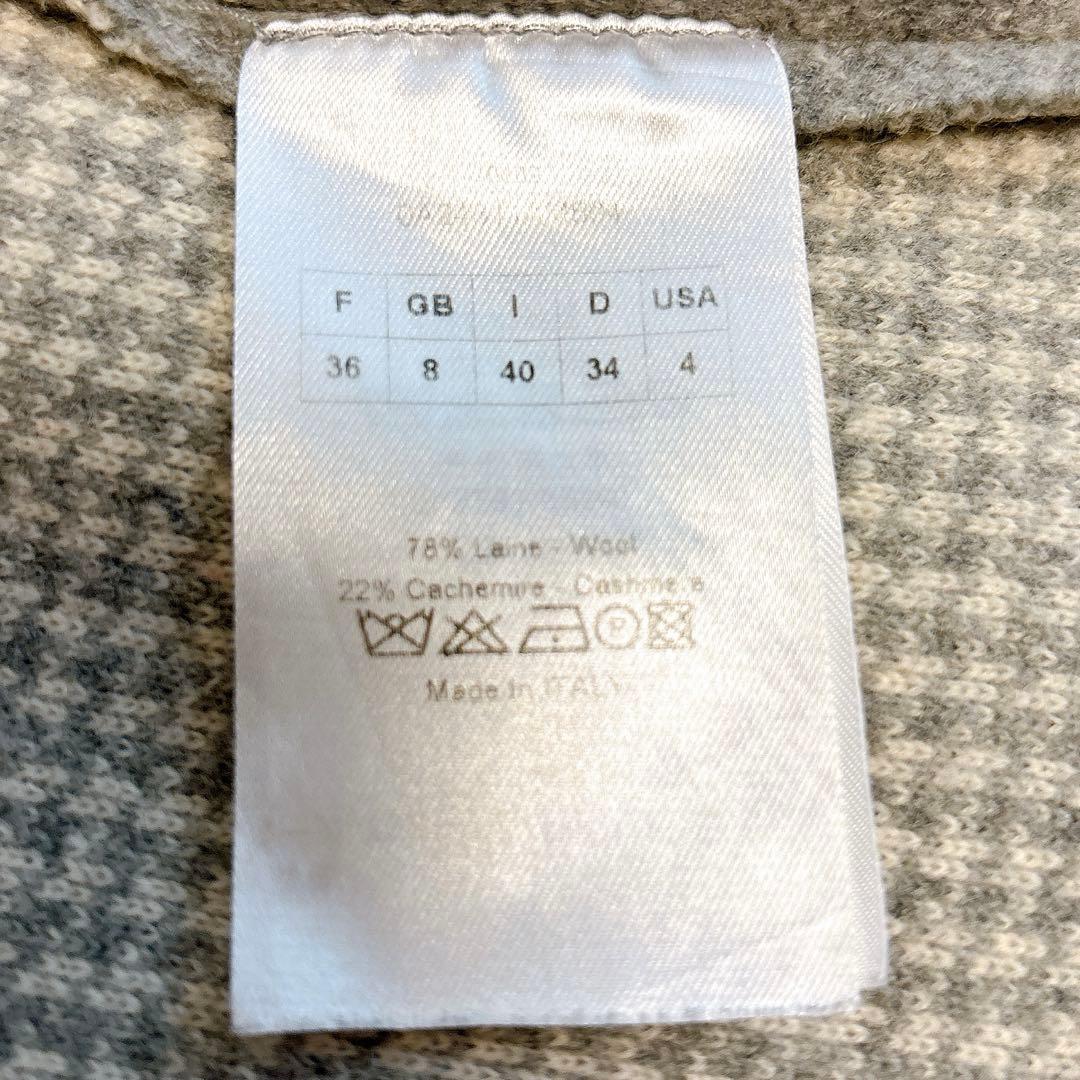 F GB I D USA
36 8 40 34 4
78% Laine - Wool
22% Cachemire - Cashmere
P
Made in ITALY